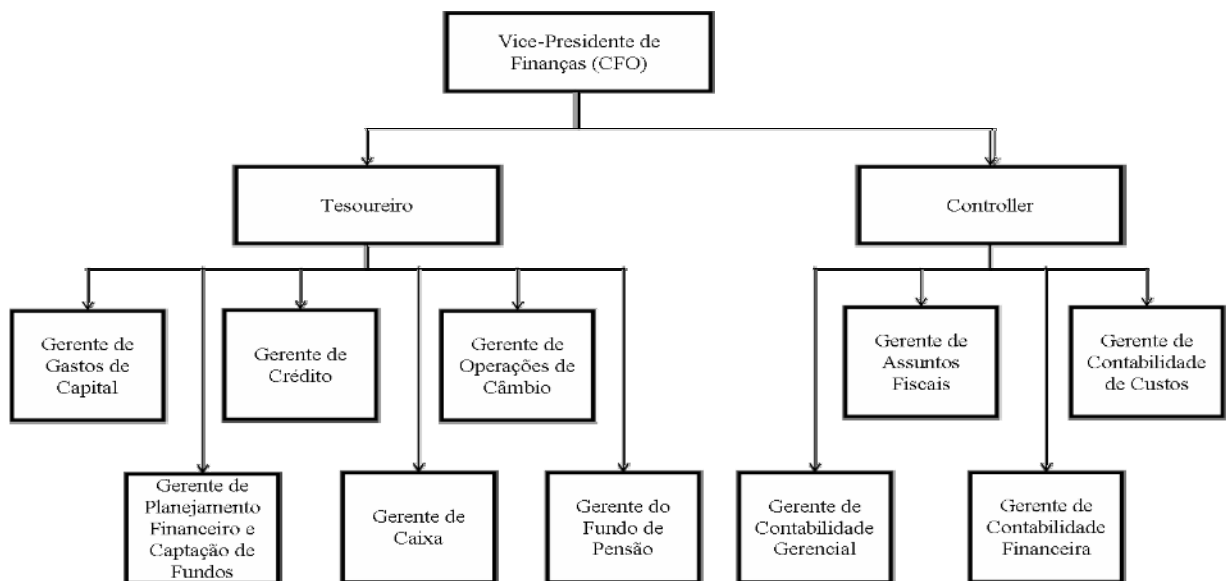 Vice-Presidente de
Finanças (CFO)
Tesoureiro
Controller
Gerente de
Gastos de
Capital
Gerente de
Crédito
Gerente de
Operações de
Câmbio
Gerente de
Assuntos
Fiscais
Gerente de
Contabilidade
de Custos
Gerente de
Planejamento
Financeiro e
Captação de
Fundos
Gerente de
Caixa
Gerente do
Fundo de
Pensão
Gerente de
Contabilidade
Gerencial
Gerente de
Contabilidade
Financeira